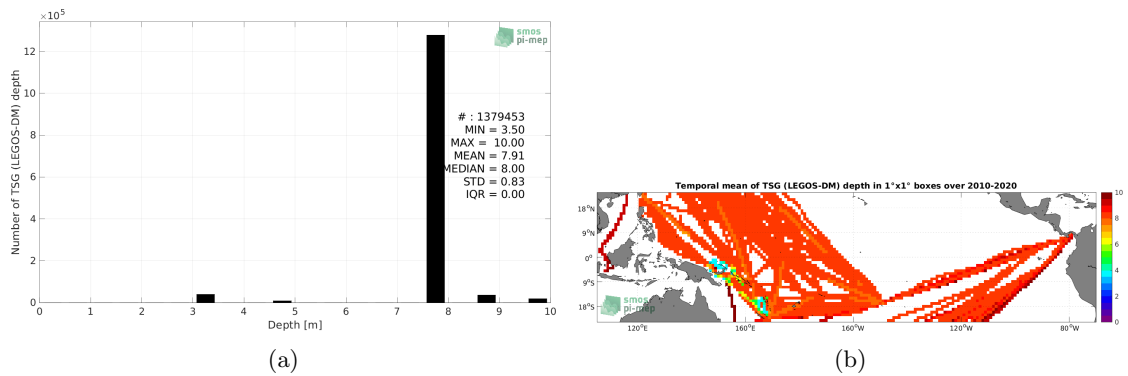 ×10⁵
smos
pi-mep
12
10
8
6
4
2
0
Number of TSG (LEGOS-DM) depth
# : 1379453
MIN = 3.50
MAX = 10.00
MEAN = 7.91
MEDIAN = 8.00
STD = 0.83
IQR = 0.00
0 1 2 3 4 5 6 7 8 9 10
Depth [m]
(a)
Temporal mean of TSG (LEGOS-DM) depth in 1°x1° boxes over 2010-2020
18°N
9°N
0°
9°S
18°S
smos
pi-mep
120°E 160°E 160°W 120°W 80°W
10
8
6
4
2
0
(b)